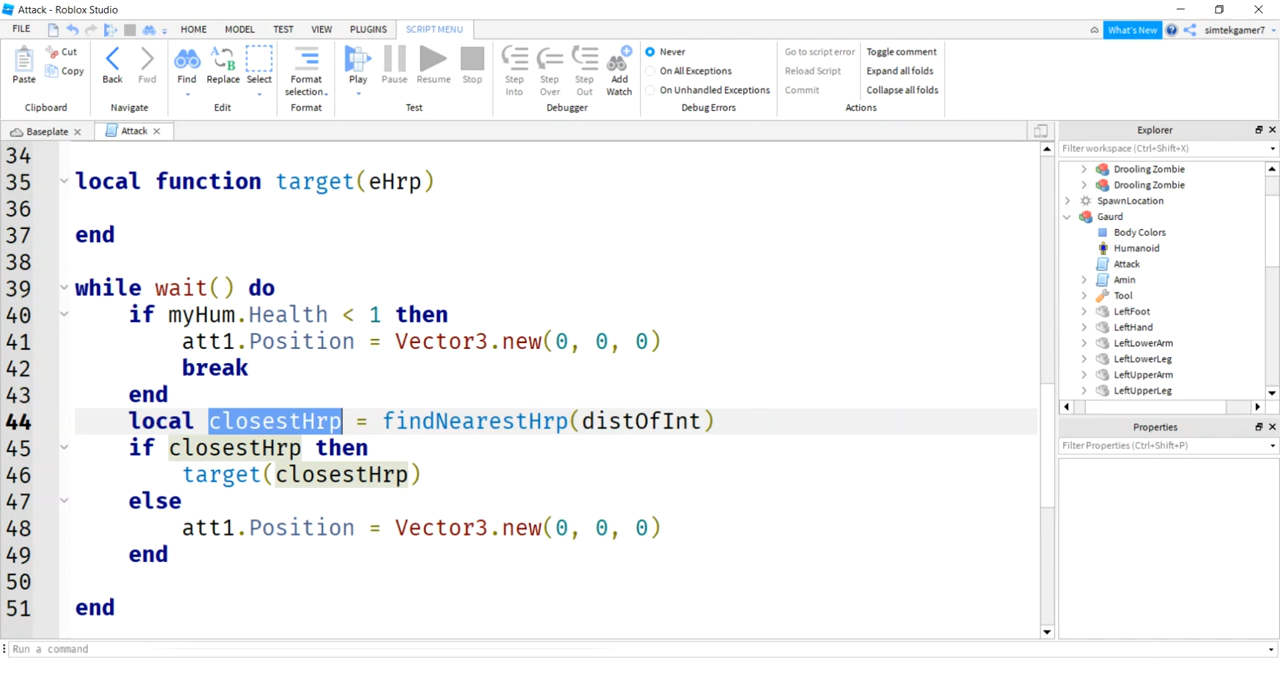 Attack - Roblox Studio
FILE HOME MODEL TEST VIEW PLUGINS SCRIPT MENU What's New simtekgamer7
Paste Cut Copy Back Fwd Find Replace Select Format selection Play Pause Resume Stop Step Into Step Over Step Out Add Watch Never On All Exceptions On Unhandled Exceptions Go to script error Reload Script Commit Toggle comment Expand all folds Collapse all folds
Clipboard Navigate Edit Format Test Debugger Debug Errors Actions
Baseplate Attack
34
35 local function target(eHrp)
36
37 end
38
39 while wait() do
40 if myHum.Health < 1 then
41 att1.Position = Vector3.new(0, 0, 0)
42 break
43 end
44 local closestHrp = findNearestHrp(distOfInt)
45 if closestHrp then
46 target(closestHrp)
47 else
48 att1.Position = Vector3.new(0, 0, 0)
49 end
50
51 end
Explorer
Filter workspace (Ctrl+Shift+X)
Drooling Zombie
Drooling Zombie
SpawnLocation
Gaurd
Body Colors
Humanoid
Attack
Amin
Tool
LeftFoot
LeftHand
LeftLowerArm
LeftLowerLeg
LeftUpperArm
LeftUpperLeg
Properties
Filter Properties (Ctrl+Shift+P)
Run a command